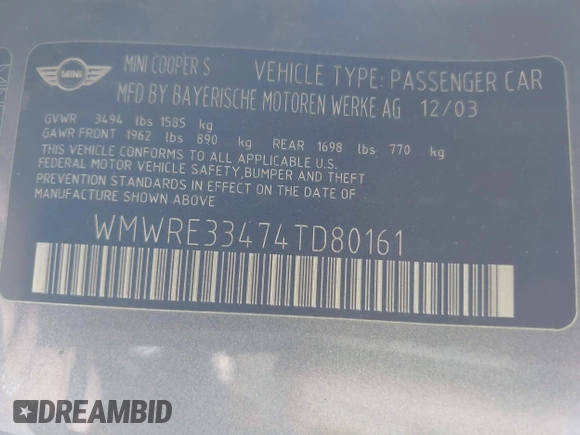 MINI
MINI COOPER S
VEHICLE TYPE: PASSENGER CAR
MFD BY BAYERISCHE MOTOREN WERKE AG 12/03
GVWR 3494 lbs 1585 kg
GAWR FRONT 1962 lbs 890 kg REAR 1698 lbs 770 kg
THIS VEHICLE CONFORMS TO ALL APPLICABLE U.S.
FEDERAL MOTOR VEHICLE SAFETY,BUMPER AND THEFT
PREVENTION STANDARDS IN EFFECT ON THE DATE OF
MANUFACTURE SHOWN ABOVE
WMWRE33474TD80161
DREAMBID